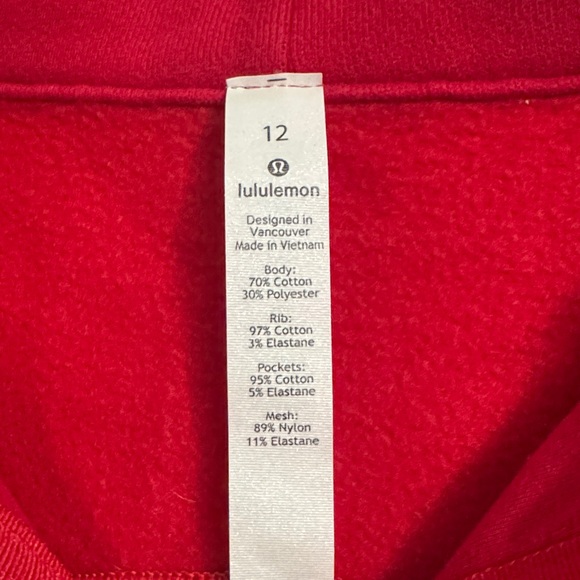 12
lululemon
Designed in
Vancouver
Made in Vietnam
Body:
70% Cotton
30% Polyester
Rib:
97% Cotton
3% Elastane
Pockets:
95% Cotton
5% Elastane
Mesh:
89% Nylon
11% Elastane